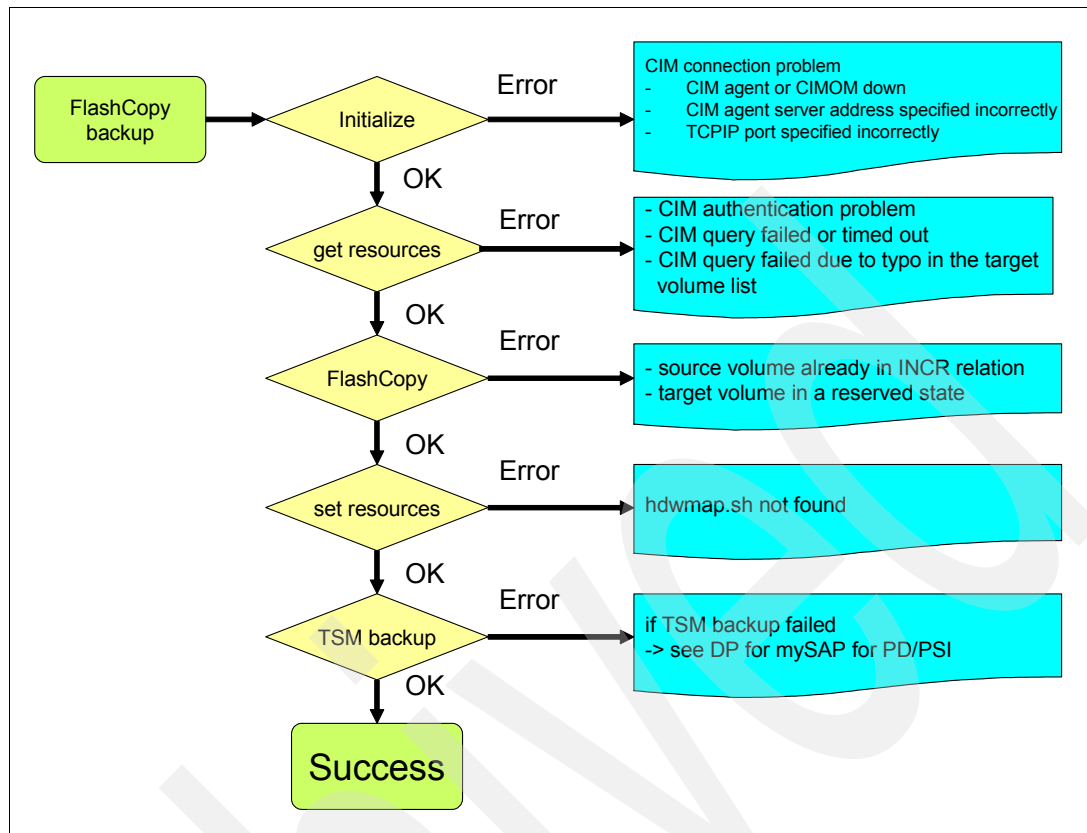 FlashCopy
backup
Initialize
Error
CIM connection problem
- CIM agent or CIMOM down
- CIM agent server address specified incorrectly
- TCPIP port specified incorrectly
OK
get resources
Error
- CIM authentication problem
- CIM query failed or timed out
- CIM query failed due to typo in the target
volume list
OK
FlashCopy
Error
- source volume already in INCR relation
- target volume in a reserved state
OK
set resources
Error
hdwmap.sh not found
OK
TSM backup
Error
if TSM backup failed
-> see DP for mySAP for PD/PSI
OK
Success